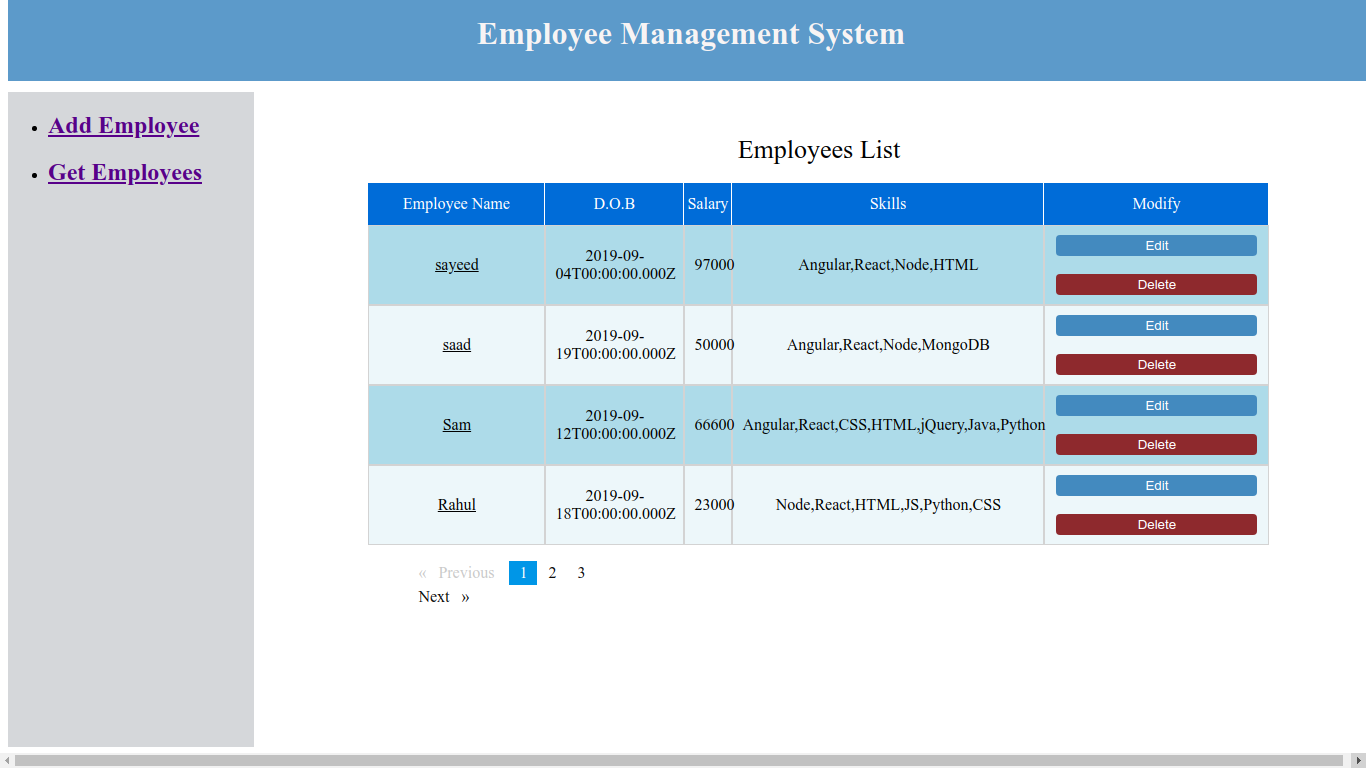 Employee Management System
Add Employee
Get Employees
Employees List
Employee Name D.O.B Salary Skills Modify
sayeed 2019-09-04T00:00:00.000Z 97000 Angular,React,Node,HTML Edit
Delete
saad 2019-09-19T00:00:00.000Z 50000 Angular,React,Node,MongoDB Edit
Delete
Sam 2019-09-12T00:00:00.000Z 66600 Angular,React,CSS,HTML,jQuery,Java,Python Edit
Delete
Rahul 2019-09-18T00:00:00.000Z 23000 Node,React,HTML,JS,Python,CSS Edit
Delete
« Previous 1 2 3
Next »